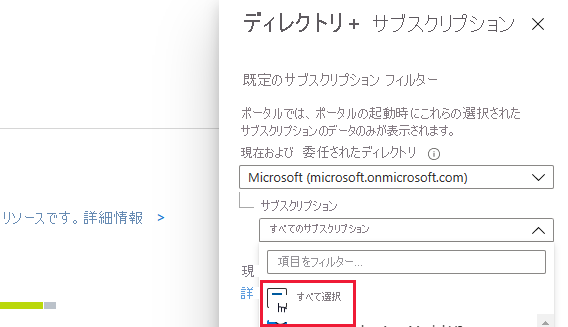 ディレクトリ + サブスクリプション
既定のサブスクリプション フィルター
ポータルでは、ポータルの起動時にこれらの選択された
サブスクリプションのデータのみが表示されます。
現在および 委任されたディレクトリ
Microsoft (microsoft.onmicrosoft.com)
サブスクリプション
リソースです。詳細情報 >
すべてのサブスクリプション
項目をフィルター...
現
詳
すべて選択